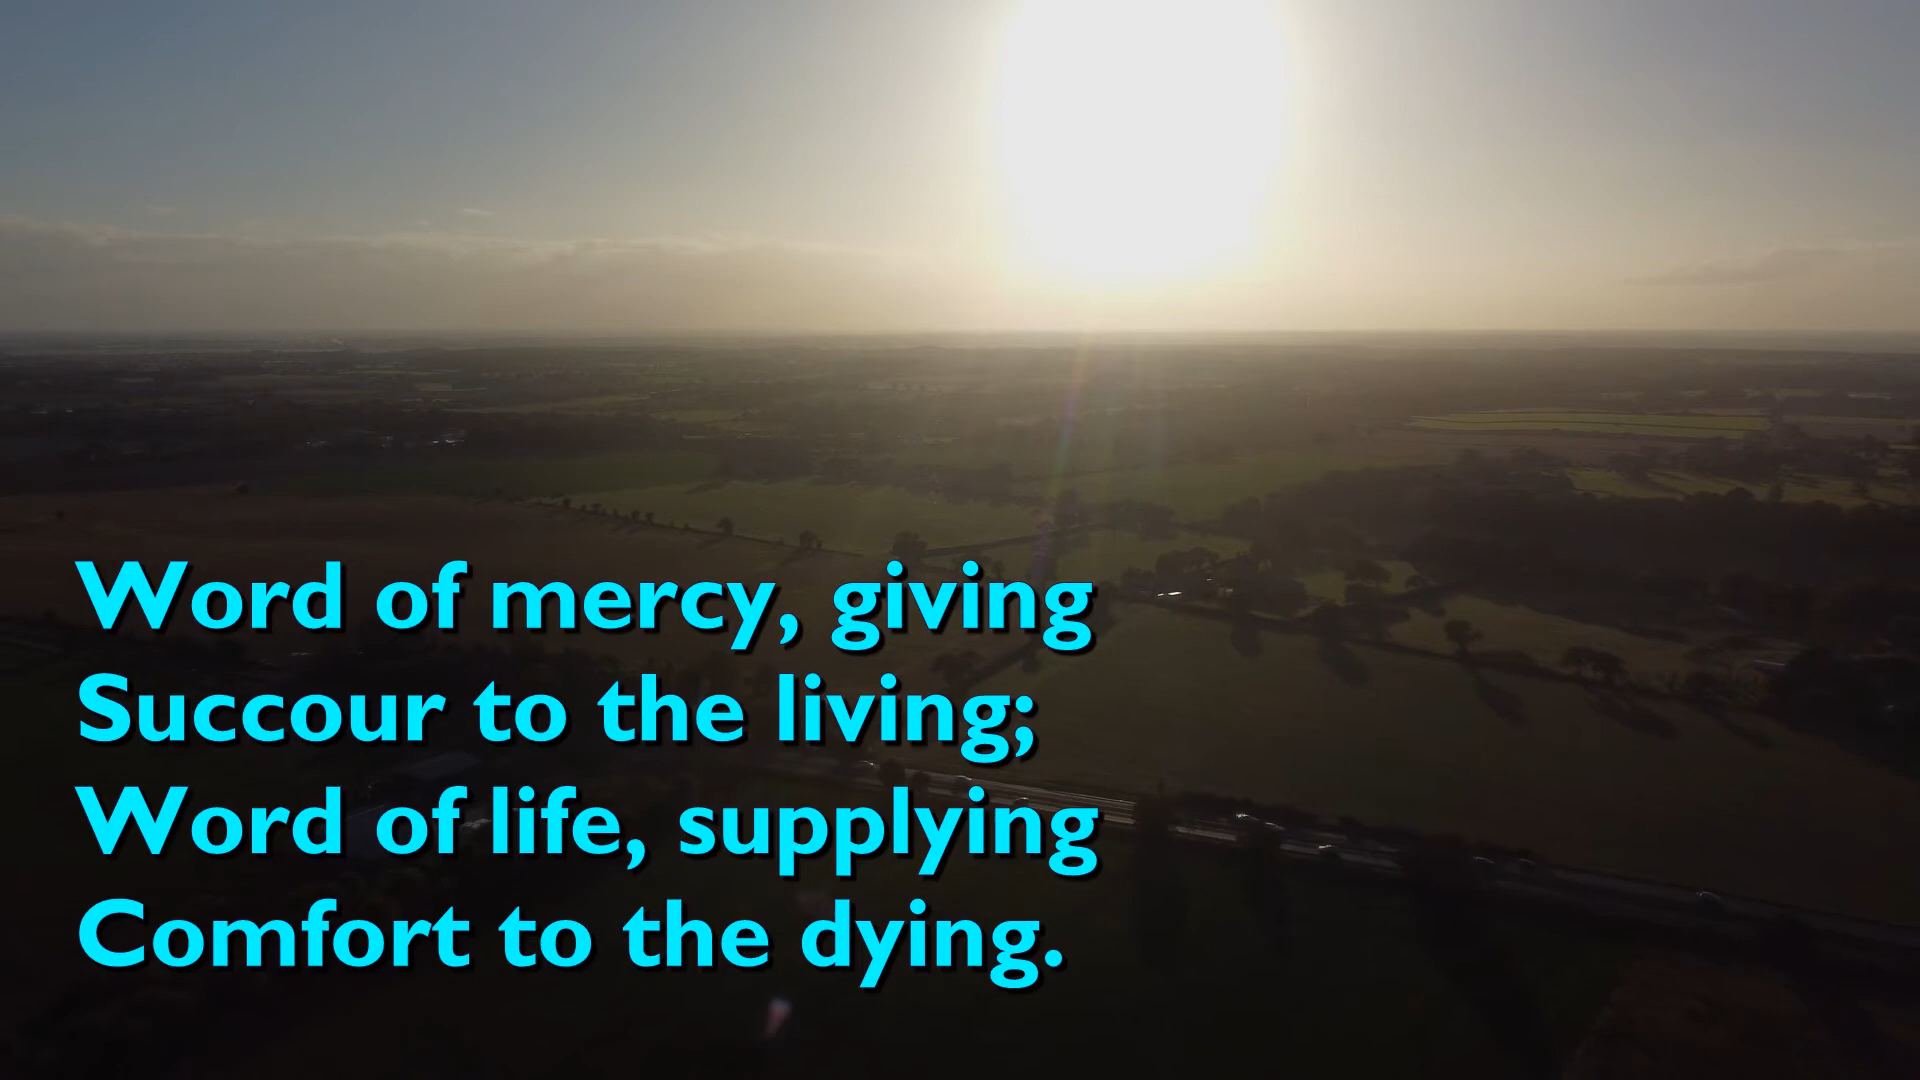 Word of mercy, giving
Succour to the living;
Word of life, supplying
Comfort to the dying.